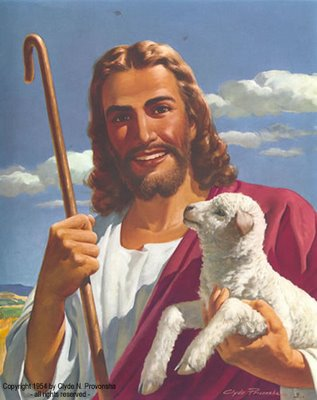 Clyde Provonsha
Copyright 1954 by Clyde N. Provonsha
- all rights reserved -